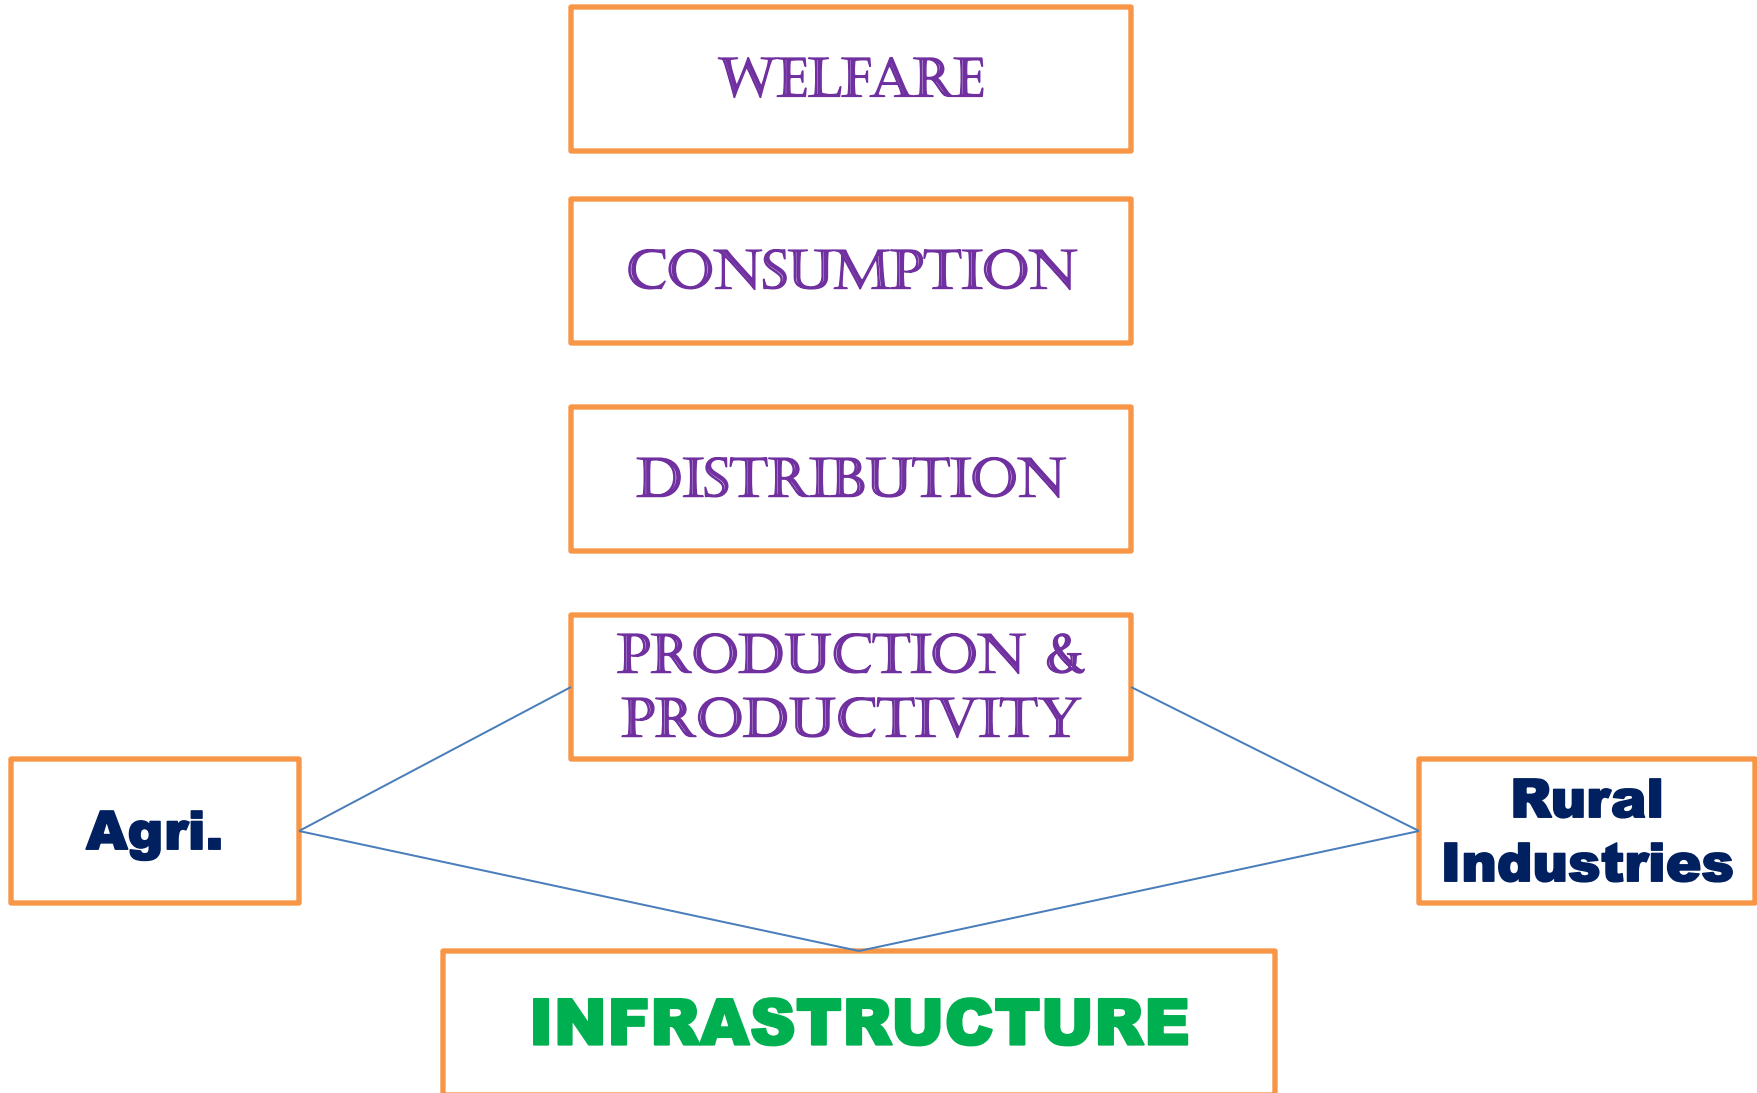 WELFARE
CONSUMPTION
DISTRIBUTION
PRODUCTION &
PRODUCTIVITY
Agri.
Rural
Industries
INFRASTRUCTURE